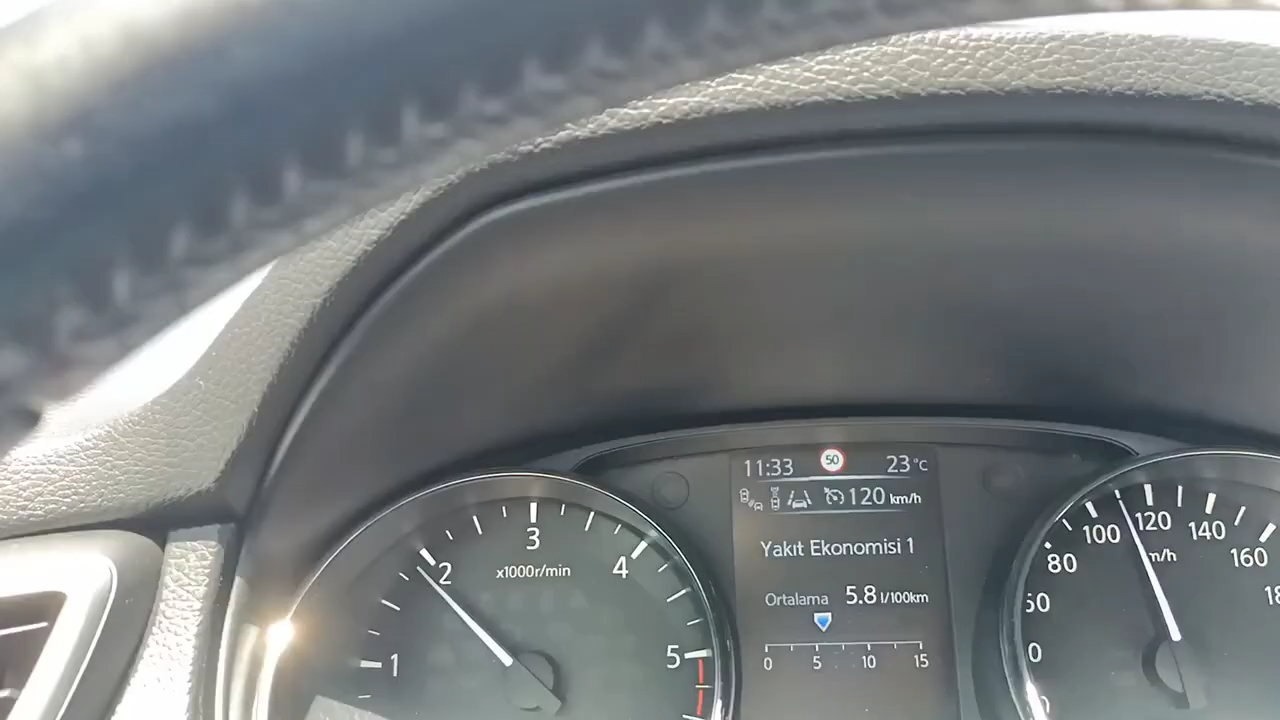 11:33 50 23 °C
120 km/h
Yakıt Ekonomisi 1
Ortalama 5.8 l/100km
0 5 10 15
1 2 3 4 5
x1000r/min
80 100 120 140 160